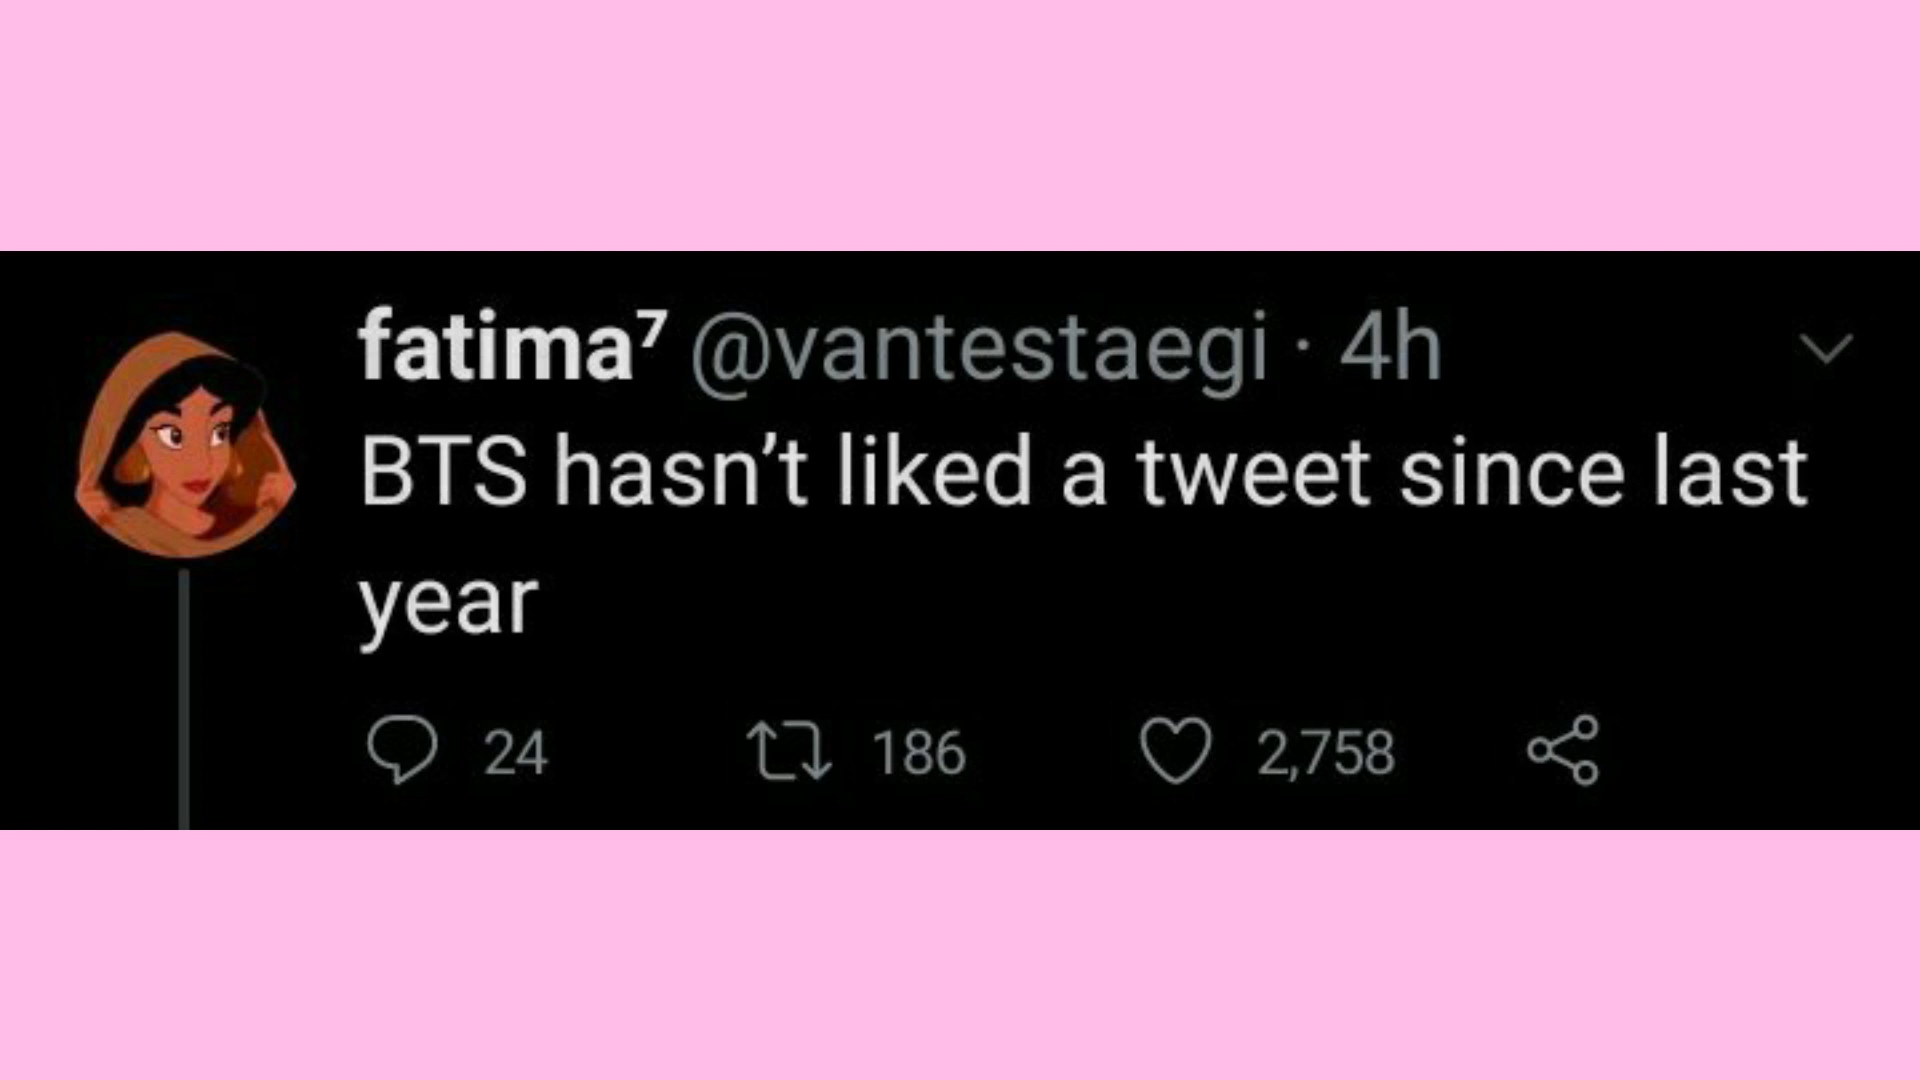 fatima⁷ @vantestaegi · 4h
BTS hasn’t liked a tweet since last
year
24 186 2,758